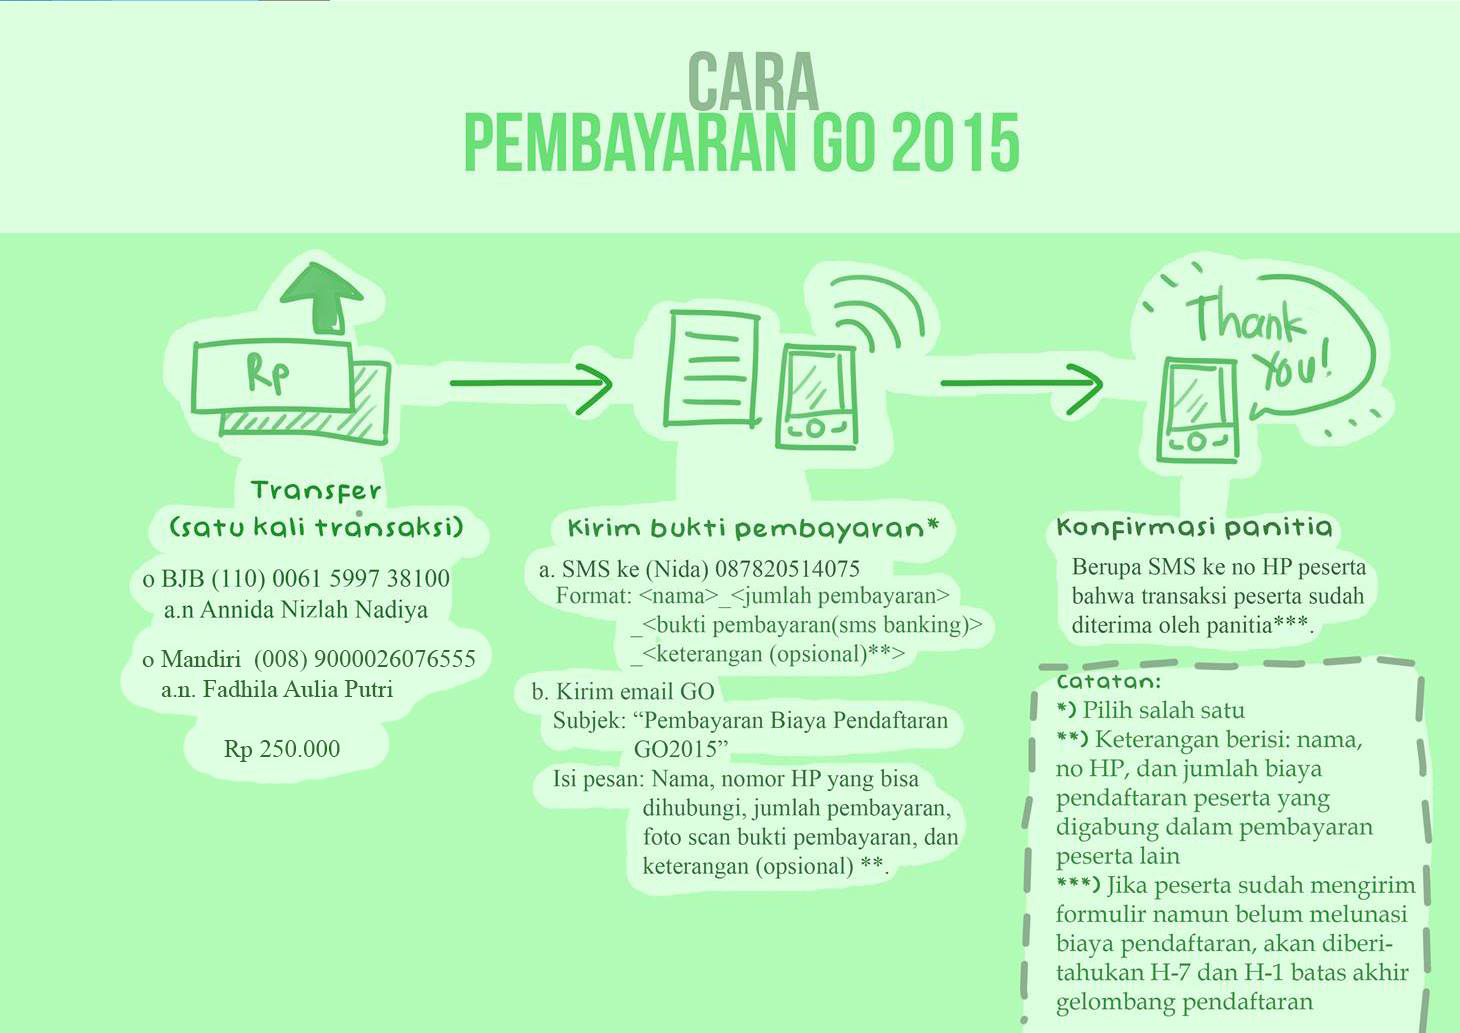 CARA
PEMBAYARAN GO 2015
Rp
Thank
You!
Transfer
(satu kali transaksi)
o BJB (110) 0061 5997 38100
a.n Annida Nizlah Nadiya
o Mandiri (008) 9000026076555
a.n. Fadhila Aulia Putri
Rp 250.000
Kirim bukti pembayaran*
a. SMS ke (Nida) 087820514075
Format: <nama>_<jumlah pembayaran>
_<bukti pembayaran(sms banking)>
_<keterangan (opsional)**>
b. Kirim email GO
Subjek: “Pembayaran Biaya Pendaftaran
GO2015”
Isi pesan: Nama, nomor HP yang bisa
dihubungi, jumlah pembayaran,
foto scan bukti pembayaran, dan
keterangan (opsional) **.
Konfirmasi panitia
Berupa SMS ke no HP peserta
bahwa transaksi peserta sudah
diterima oleh panitia***.
Catatan:
*) Pilih salah satu
**) Keterangan berisi: nama,
no HP, dan jumlah biaya
pendaftaran peserta yang
digabung dalam pembayaran
peserta lain
***) Jika peserta sudah mengirim
formulir namun belum melunasi
biaya pendaftaran, akan diberi-
tahukan H-7 dan H-1 batas akhir
gelombang pendaftaran